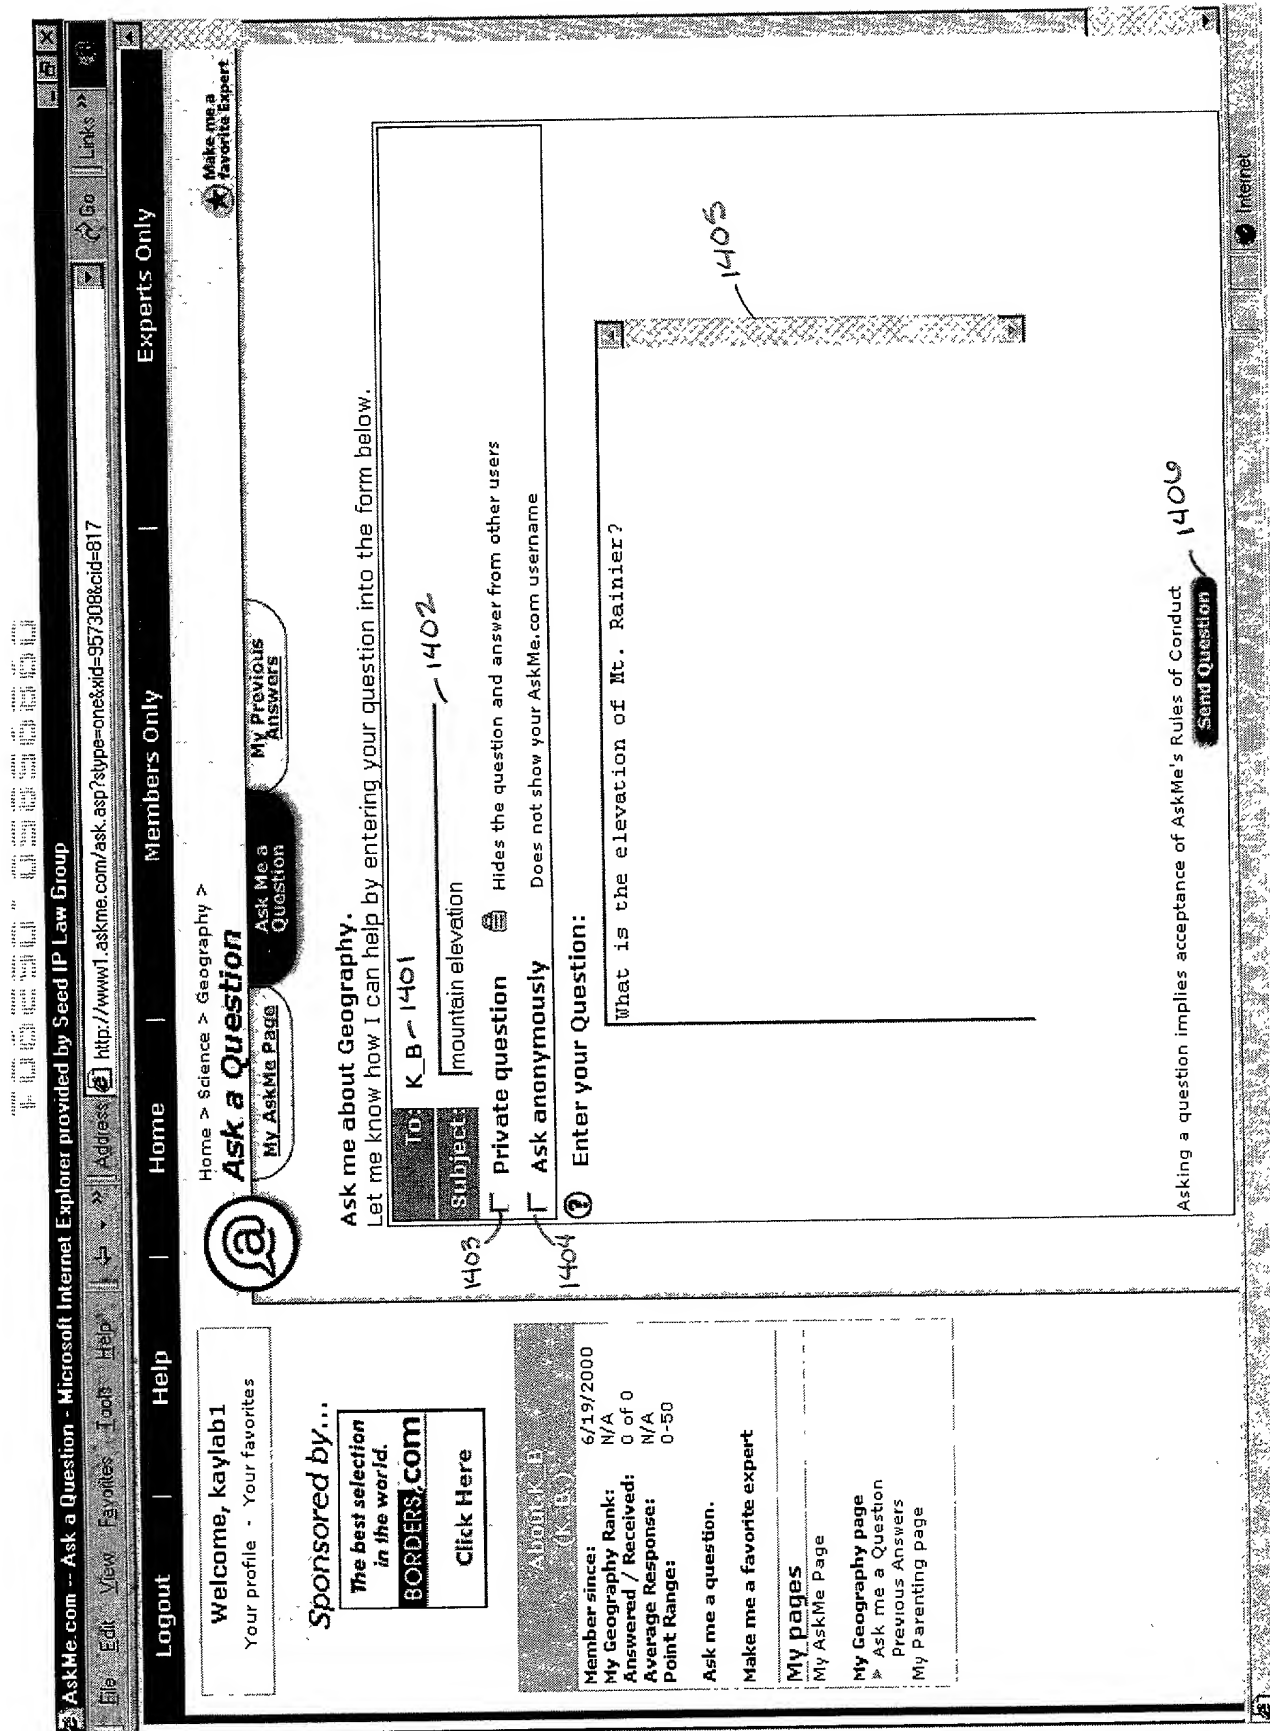 AskMe.com -- Ask a Question - Microsoft Internet Explorer provided by Seed IP Law Group
File Edit View Favorites Tools Help » Address http://www1.askme.com/ask.asp?stype=one&xid=957308&cid=817 Go Links »
Logout | Help | Home | Members Only | Experts Only
Welcome, kaylab1
Your profile - Your favorites
Sponsored by...
The best selection
in the world.
BORDERS.com
Click Here
About K_B
(K_B)
Member since: 6/19/2000
My Geography Rank: N/A
Answered / Received: 0 of 0
Average Response: N/A
Point Range: 0-50
Ask me a question.
Make me a favorite expert
My pages
My AskMe Page
My Geography page
Ask me a Question
Previous Answers
My Parenting page
Home > Science > Geography >
@ Ask a Question
Make me a
favorite Expert
My AskMe Page
Ask Me a
Question
My Previous
Answers
Ask me about Geography.
Let me know how I can help by entering your question into the form below.
To: K_B 1401
Subject: mountain elevation 1402
1403 Private question Hides the question and answer from other users
1404 Ask anonymously Does not show your AskMe.com username
? Enter your Question:
What is the elevation of Mt. Rainier?
1405
Asking a question implies acceptance of AskMe's Rules of Conduct
Send Question 1406
Internet